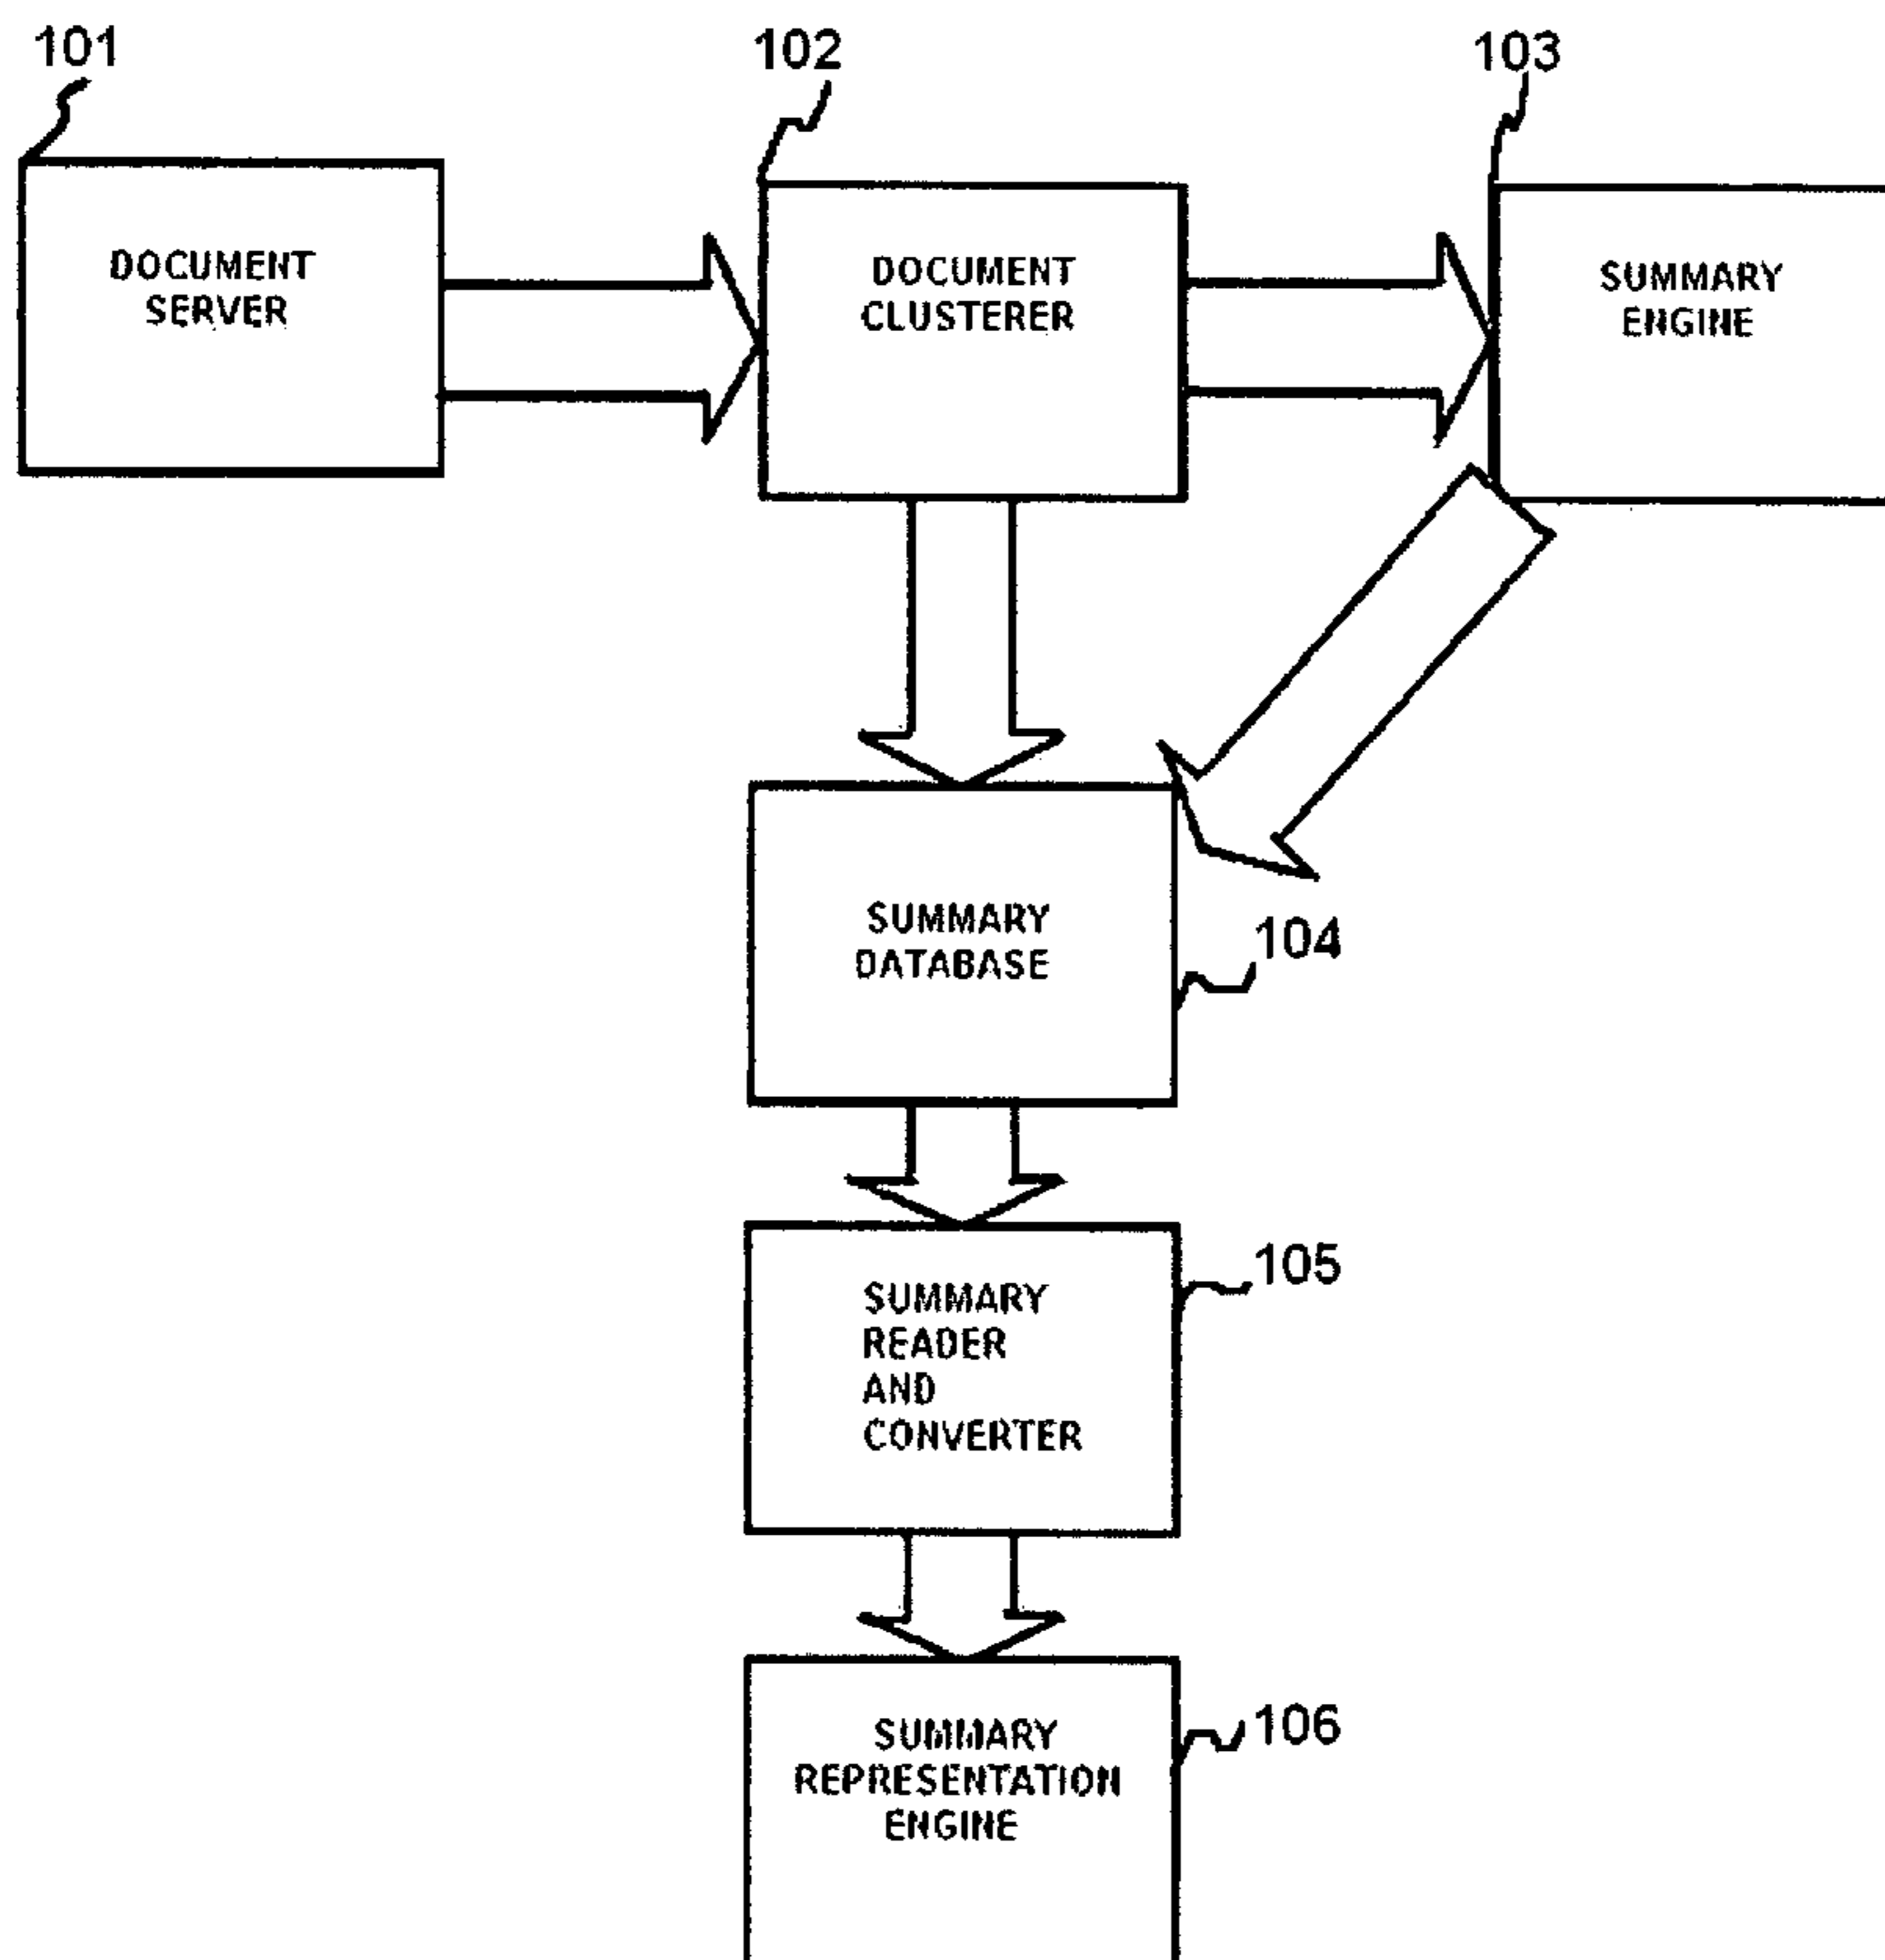 101
102
103
DOCUMENT
SERVER
DOCUMENT
CLUSTERER
SUMMARY
ENGINE
SUMMARY
DATABASE
104
SUMMARY
READER
AND
CONVERTER
105
SUMMARY
REPRESENTATION
ENGINE
106